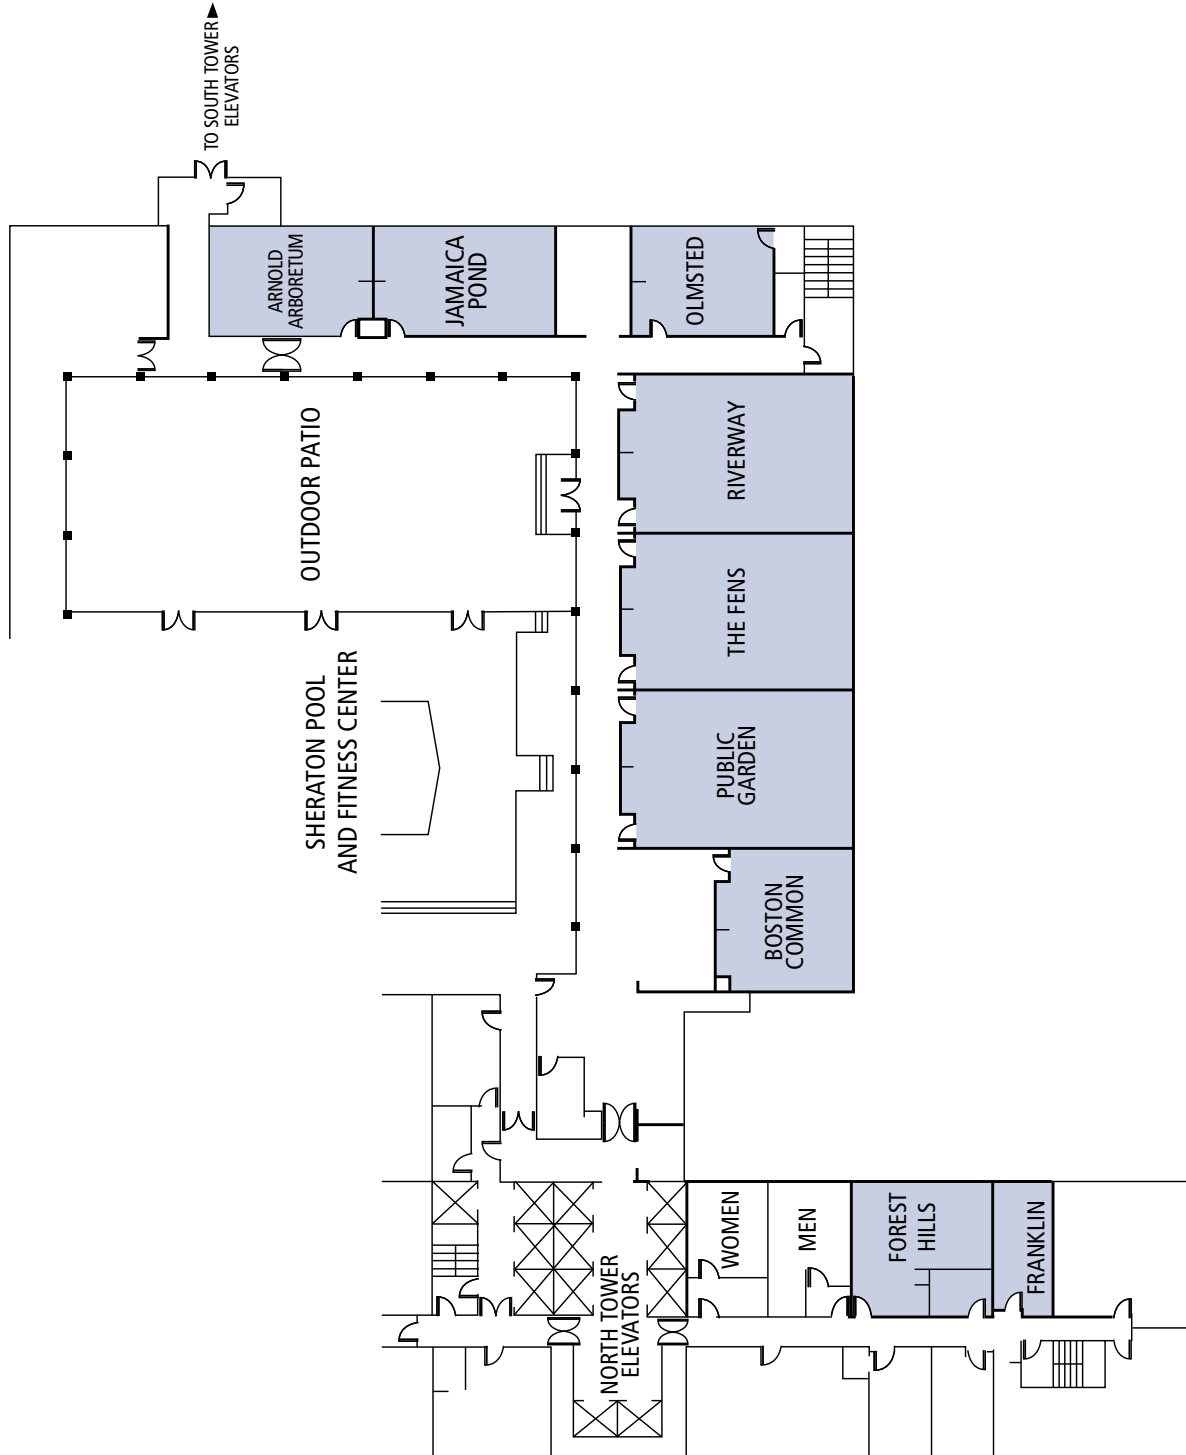 TO SOUTH TOWER
ELEVATORS
ARNOLD
ARBORETUM
JAMAICA
POND
OLMSTED
OUTDOOR PATIO
RIVERWAY
THE FENS
SHERATON POOL
AND FITNESS CENTER
PUBLIC
GARDEN
BOSTON
COMMON
WOMEN
MEN
FOREST
HILLS
FRANKLIN
NORTH TOWER
ELEVATORS